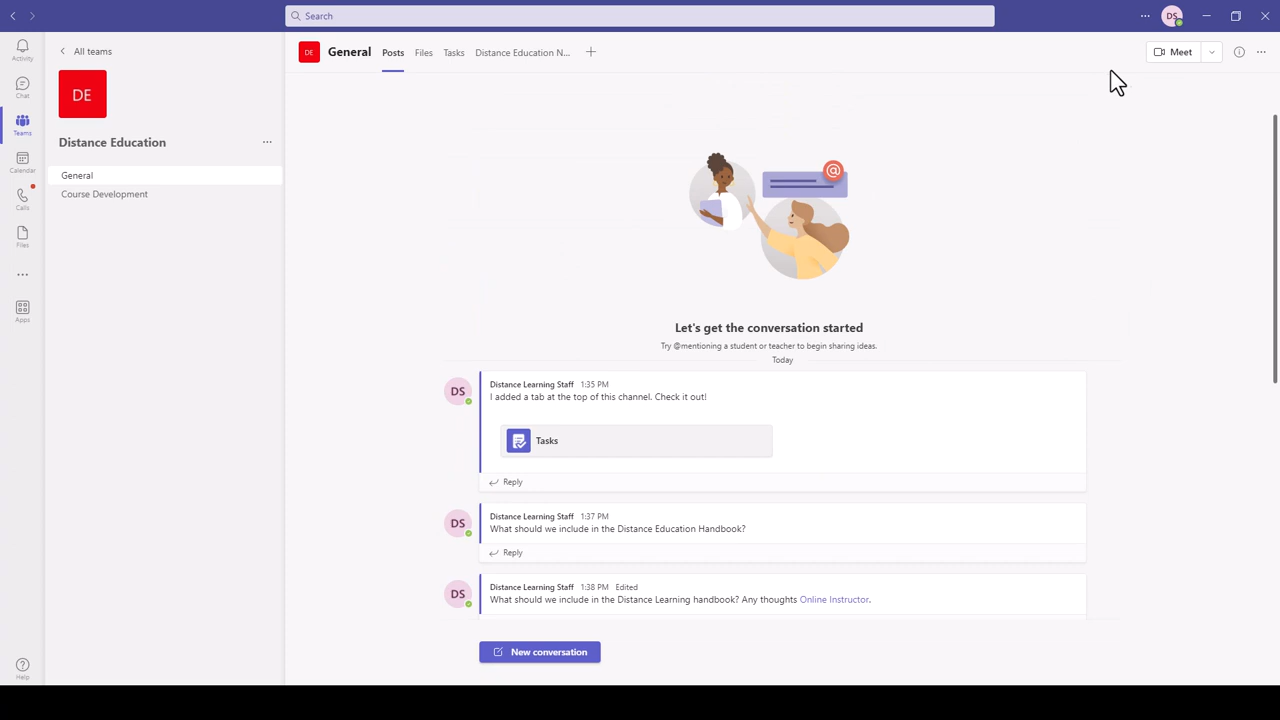 Search
DS
Activity
Chat
Teams
Calendar
Calls
Files
Apps
Help
All teams
DE
Distance Education
General
Course Development
DE
General
Posts
Files
Tasks
Distance Education N...
Meet
@
Let's get the conversation started
Try @mentioning a student or teacher to begin sharing ideas.
Today
DS
Distance Learning Staff 1:35 PM
I added a tab at the top of this channel. Check it out!
Tasks
Reply
DS
Distance Learning Staff 1:37 PM
What should we include in the Distance Education Handbook?
Reply
DS
Distance Learning Staff 1:38 PM Edited
What should we include in the Distance Learning handbook? Any thoughts Online Instructor.
New conversation